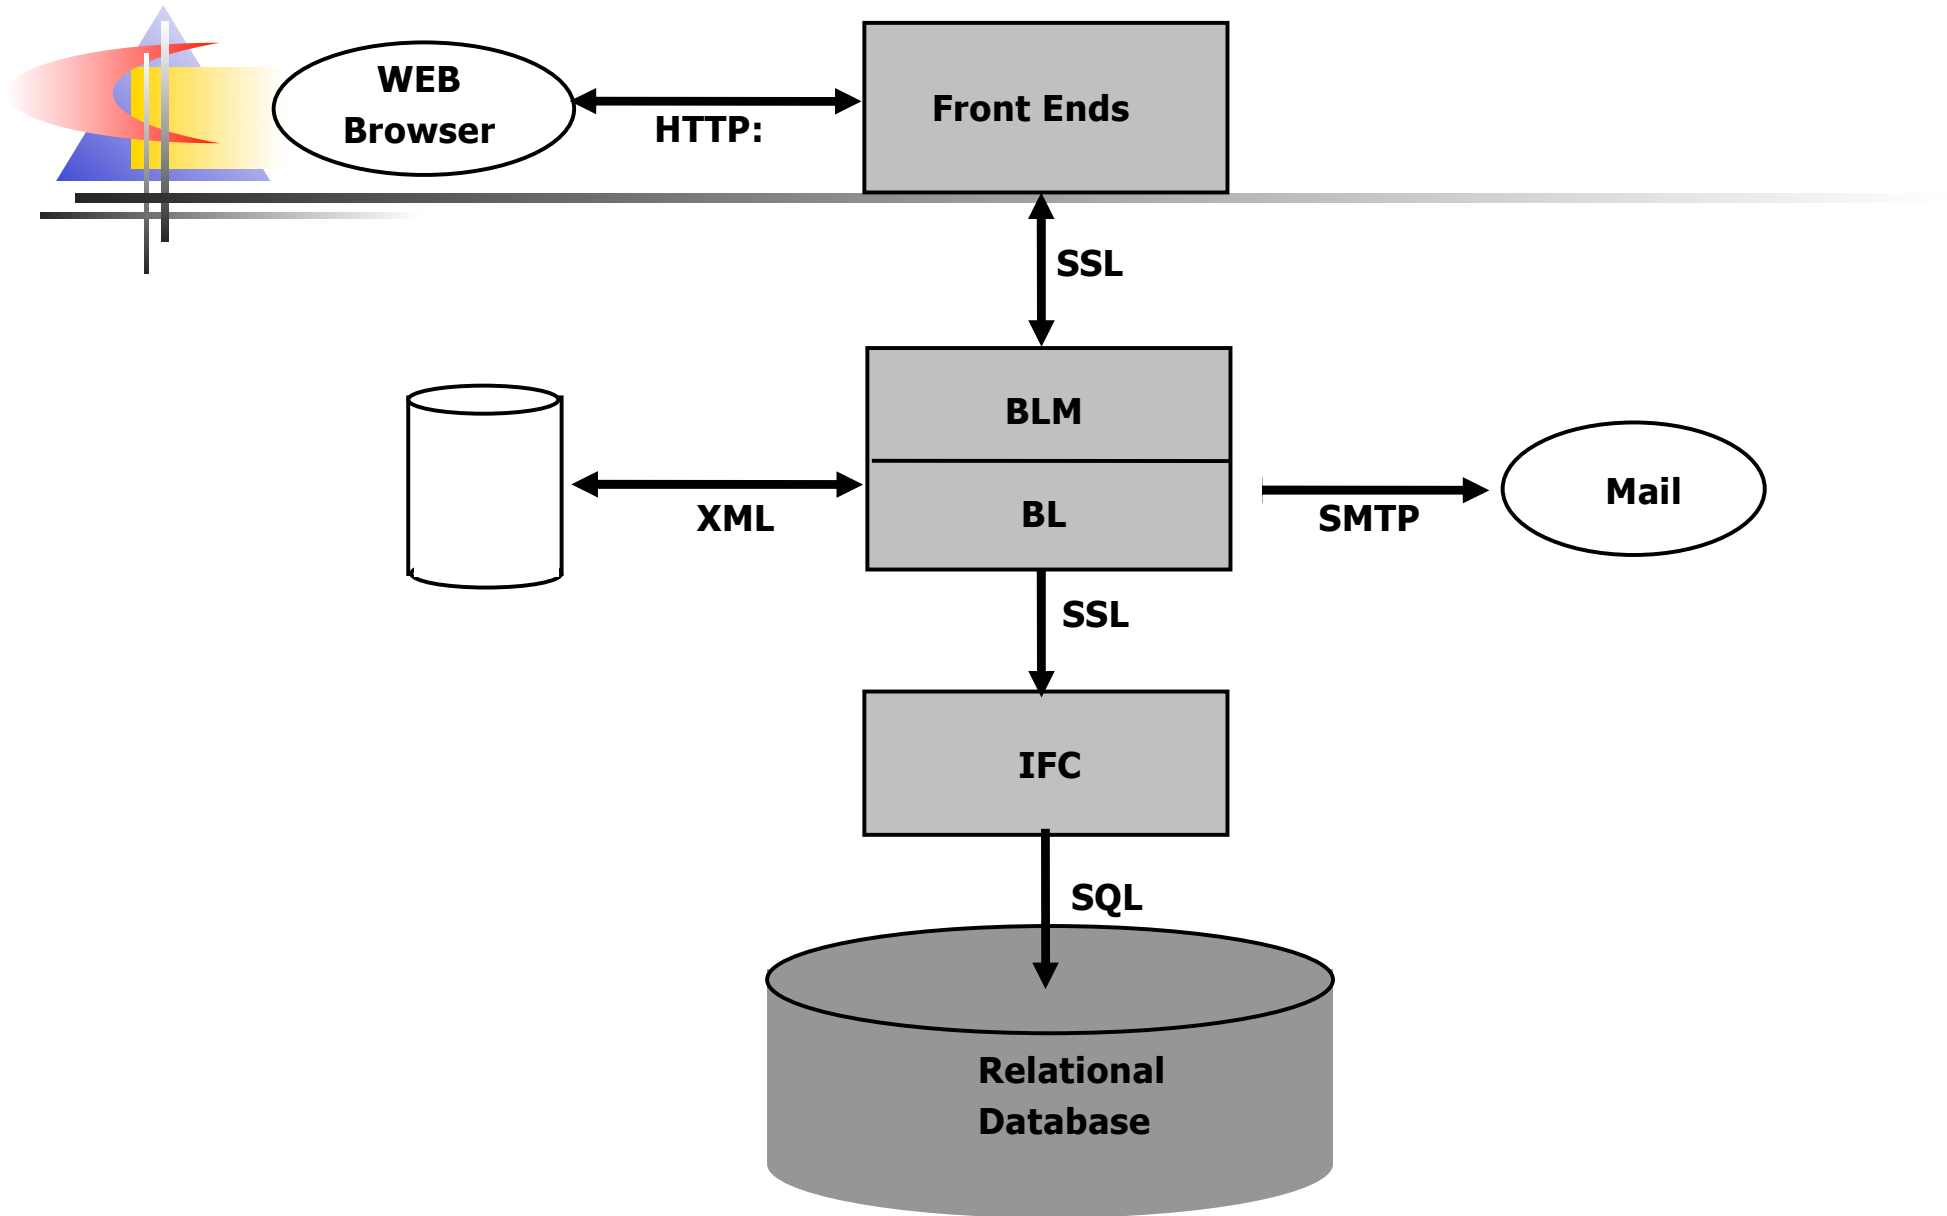 WEB
Browser
HTTP:
Front Ends
SSL
BLM
XML
BL
SMTP
Mail
SSL
IFC
SQL
Relational
Database